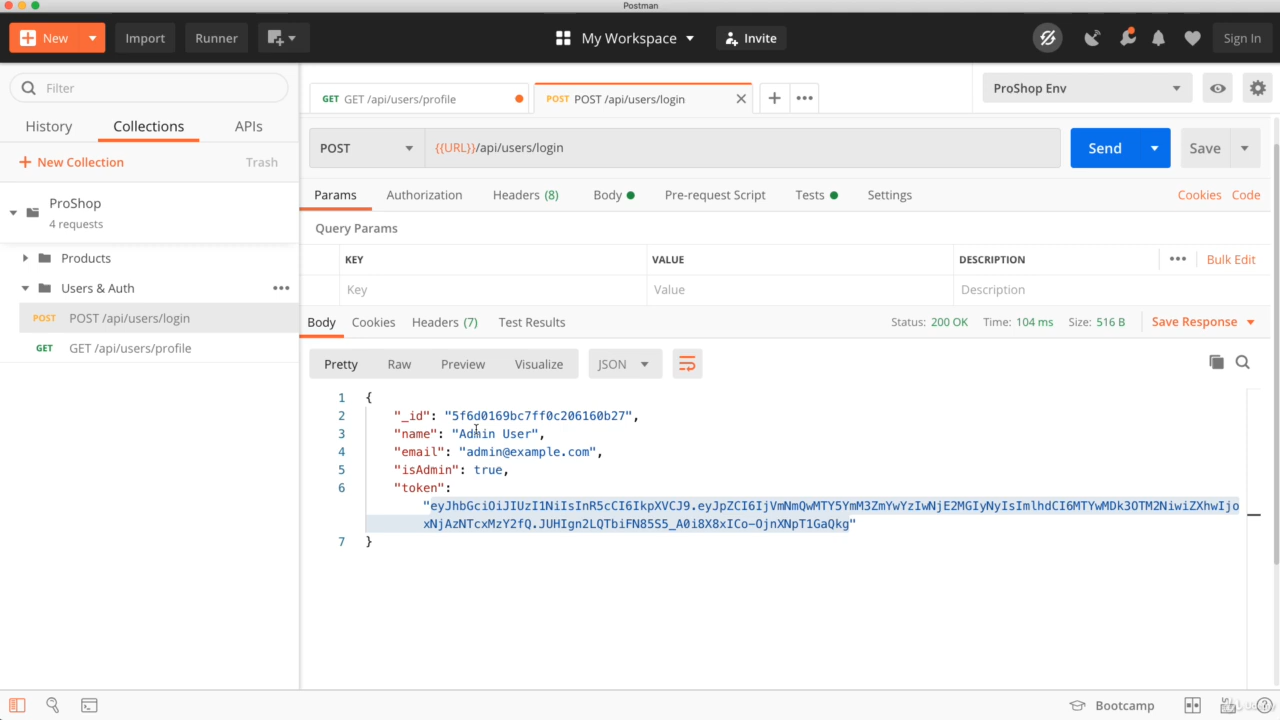 Postman
New
Import
Runner
My Workspace
Invite
Sign In
Filter
History
Collections
APIs
+ New Collection
Trash
ProShop
4 requests
Products
Users & Auth
POST POST /api/users/login
GET GET /api/users/profile
GET GET /api/users/profile
POST POST /api/users/login
ProShop Env
POST
{{URL}}/api/users/login
Send
Save
Params
Authorization
Headers (8)
Body
Pre-request Script
Tests
Settings
Cookies
Code
Query Params
KEY
VALUE
DESCRIPTION
Bulk Edit
Key
Value
Description
Body
Cookies
Headers (7)
Test Results
Status: 200 OK
Time: 104 ms
Size: 516 B
Save Response
Pretty
Raw
Preview
Visualize
JSON
1 {
2 "_id": "5f6d0169bc7ff0c206160b27",
3 "name": "Admin User",
4 "email": "admin@example.com",
5 "isAdmin": true,
6 "token":
"eyJhbGciOiJIUzI1NiIsInR5cCI6IkpXVCJ9.eyJpZCI6IjVmNmQwMTY5YmM3ZmYwYzIwNjE2MGIyNyIsImlhdCI6MTYwMDk3OTM2NiwiZXhwIjo
xNjAzNTcxMzY2fQ.JUHIgn2LQTbiFN85S5_A0i8X8xICo-OjnXNpT1GaQkg"
7 }
Bootcamp